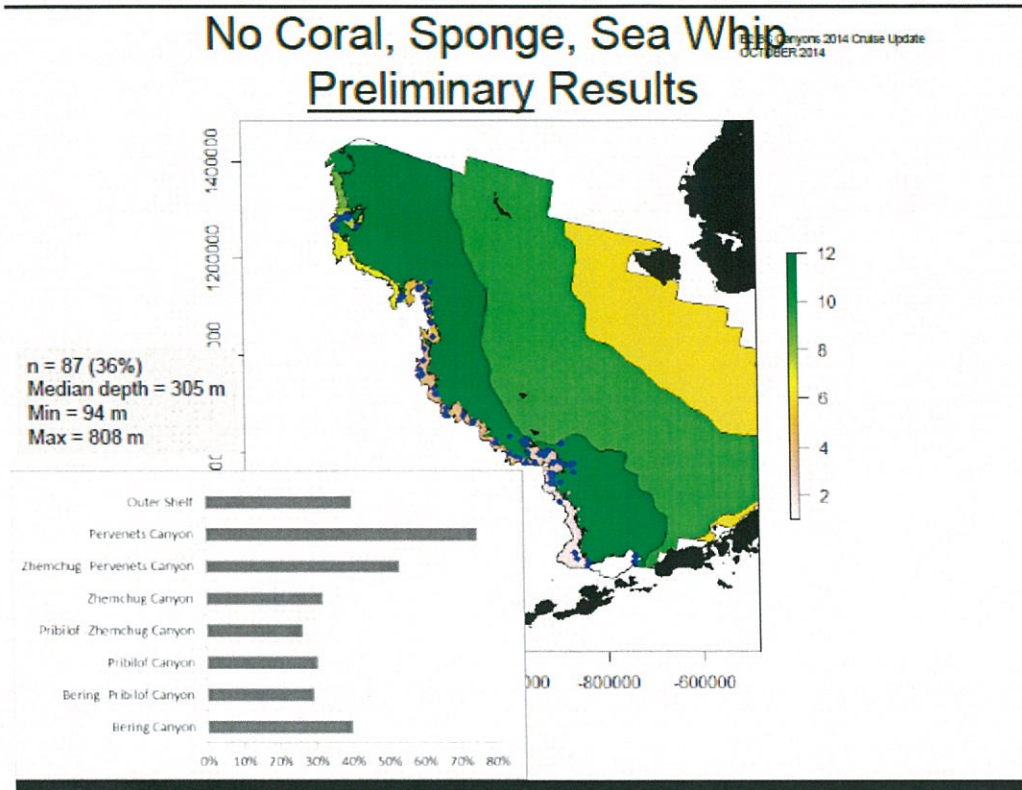 No Coral, Sponge, Sea Whip
Canyons 2014 Cruise Update
OCTOBER 2014
Preliminary Results
1400000
1200000
000
00
n = 87 (36%)
Median depth = 305 m
Min = 94 m
Max = 808 m
12
10
8
6
4
2
000
-800000
-600000
Outer Shelf
Pervenets Canyon
Zhemchug Pervenets Canyon
Zhemchug Canyon
Pribilof Zhemchug Canyon
Pribilof Canyon
Bering Pribilof Canyon
Bering Canyon
0% 10% 20% 30% 40% 50% 60% 70% 80%